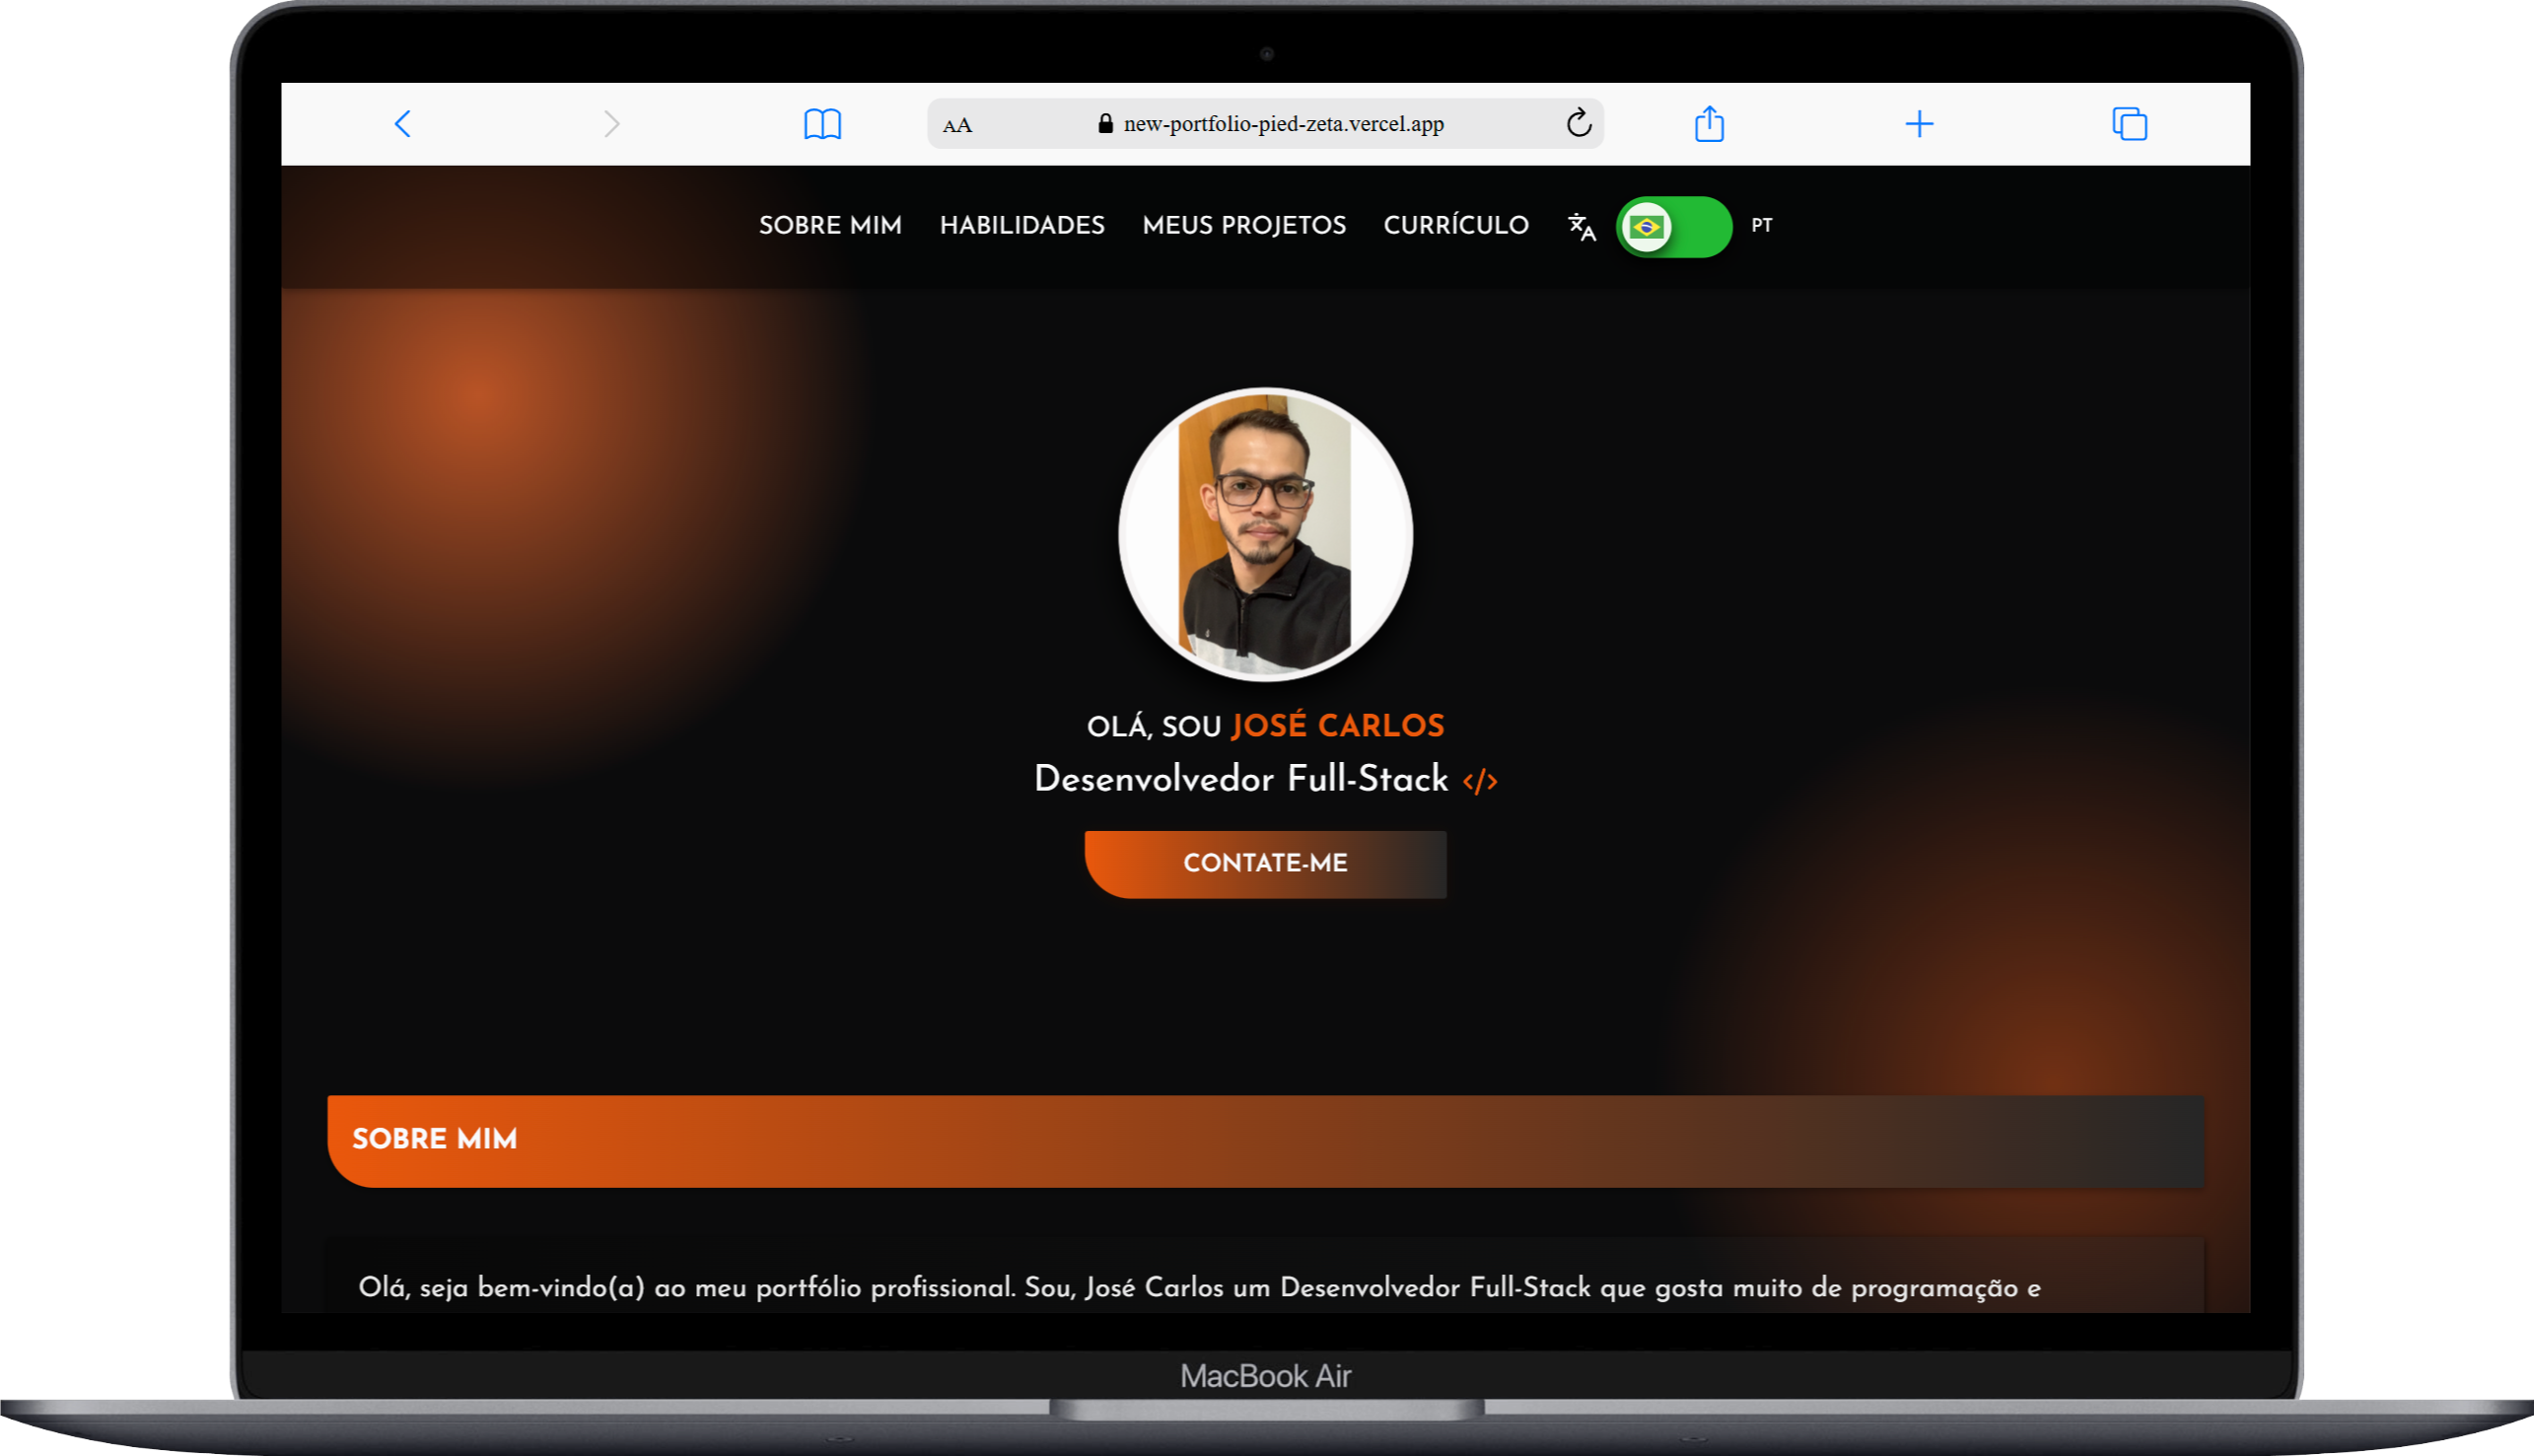 AA new-portfolio-pied-zeta.vercel.app
SOBRE MIM HABILIDADES MEUS PROJETOS CURRÍCULO PT
OLÁ, SOU JOSÉ CARLOS
Desenvolvedor Full-Stack </>
CONTATE-ME
SOBRE MIM
Olá, seja bem-vindo(a) ao meu portfólio profissional. Sou, José Carlos um Desenvolvedor Full-Stack que gosta muito de programação e
MacBook Air